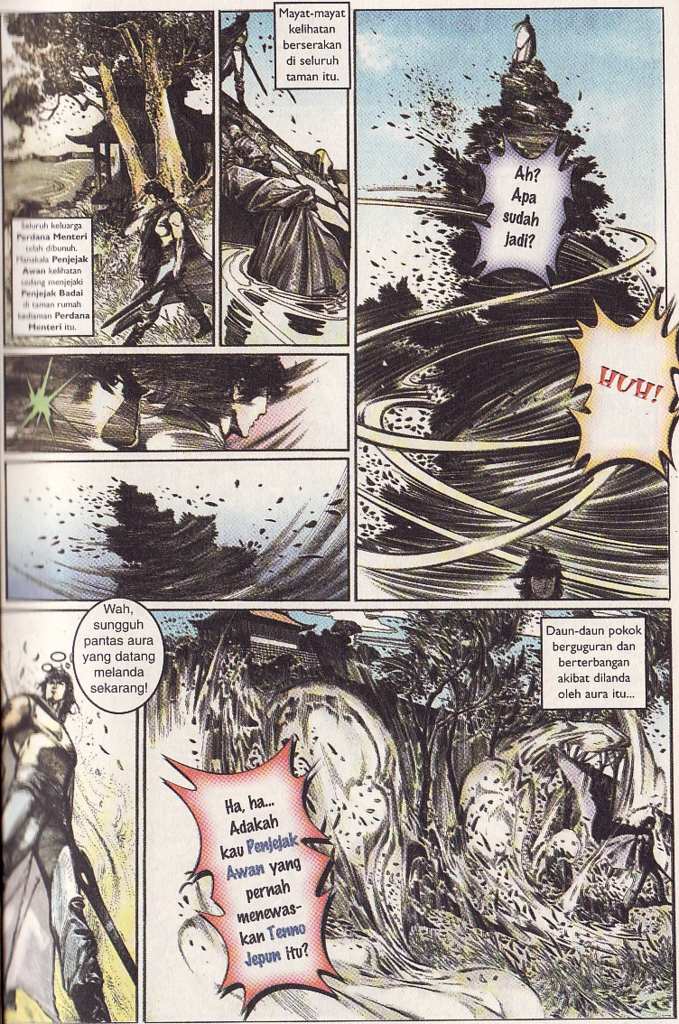 Seluruh keluarga
Perdana Menteri
telah dibunuh.
Manakala Penjejak
Awan kelihatan
sedang menjejaki
Penjejak Badai
di taman rumah
kediaman Perdana
Menteri itu.
Mayat-mayat
kelihatan
berserakan
di seluruh
taman itu.
Ah?
Apa
sudah
jadi?
HUH!
Wah,
sungguh
pantas aura
yang datang
melanda
sekarang!
Daun-daun pokok
berguguran dan
berterbangan
akibat dilanda
oleh aura itu...
Ha, ha...
Adakah
kau Penjejak
Awan yang
pernah
menewas-
kan Tenno
Jepun itu?